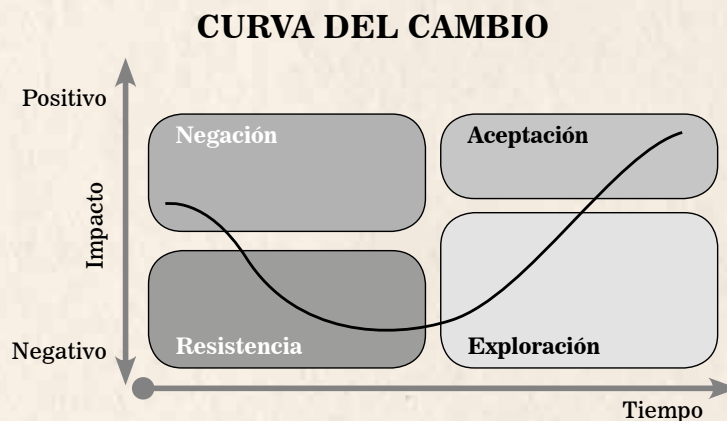 CURVA DEL CAMBIO
Positivo
Negación
Aceptación
Impacto
Negativo
Resistencia
Exploración
Tiempo